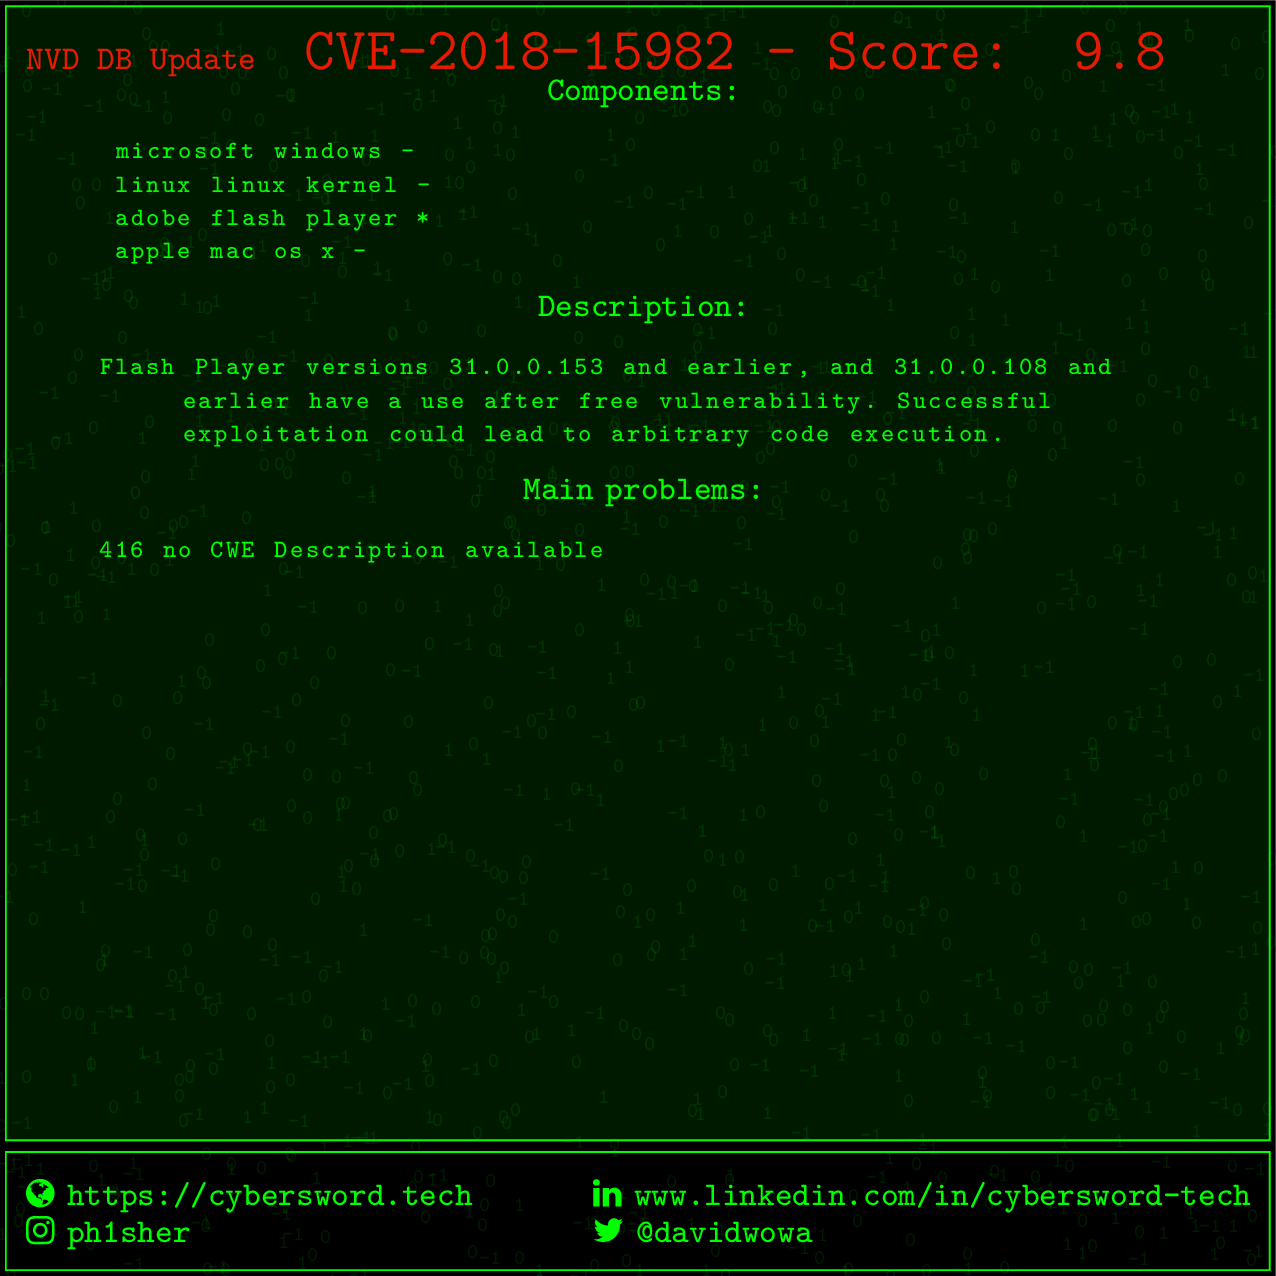 NVD DB Update CVE-2018-15982 - Score: 9.8
Components:
microsoft windows -
linux linux kernel -
adobe flash player *
apple mac os x -
Description:
Flash Player versions 31.0.0.153 and earlier, and 31.0.0.108 and
earlier have a use after free vulnerability. Successful
exploitation could lead to arbitrary code execution.
Main problems:
416 no CWE Description available
https://cybersword.tech
in www.linkedin.com/in/cybersword-tech
ph1sher
@davidwowa